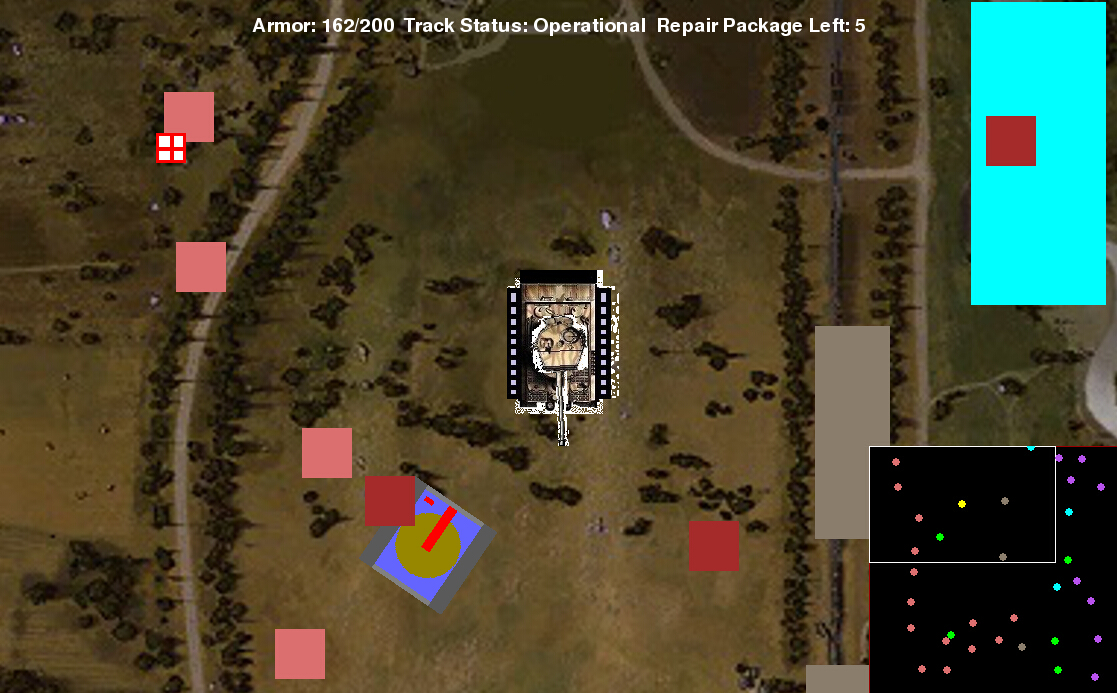 Armor: 162/200 Track Status: Operational Repair Package Left: 5